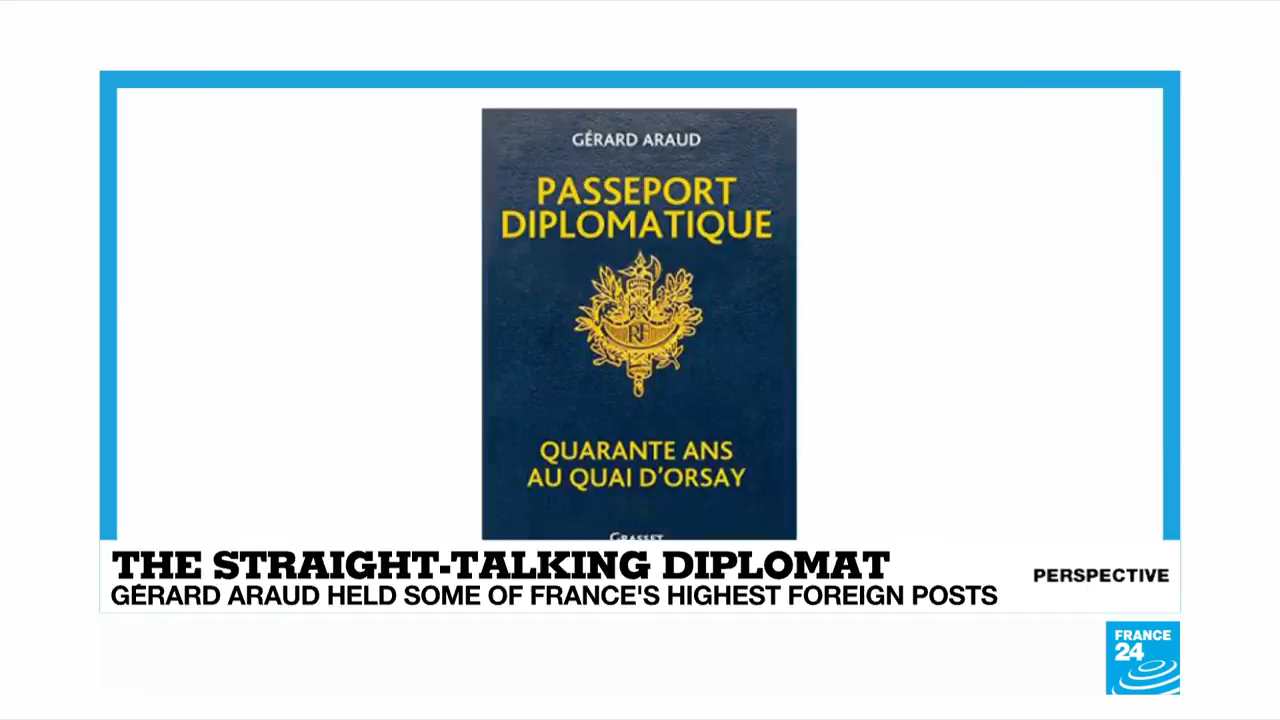 GÉRARD ARAUD
PASSEPORT
DIPLOMATIQUE
RF
QUARANTE ANS
AU QUAI D'ORSAY
GRASSET
THE STRAIGHT-TALKING DIPLOMAT
GÉRARD ARAUD HELD SOME OF FRANCE'S HIGHEST FOREIGN POSTS
PERSPECTIVE
FRANCE
24